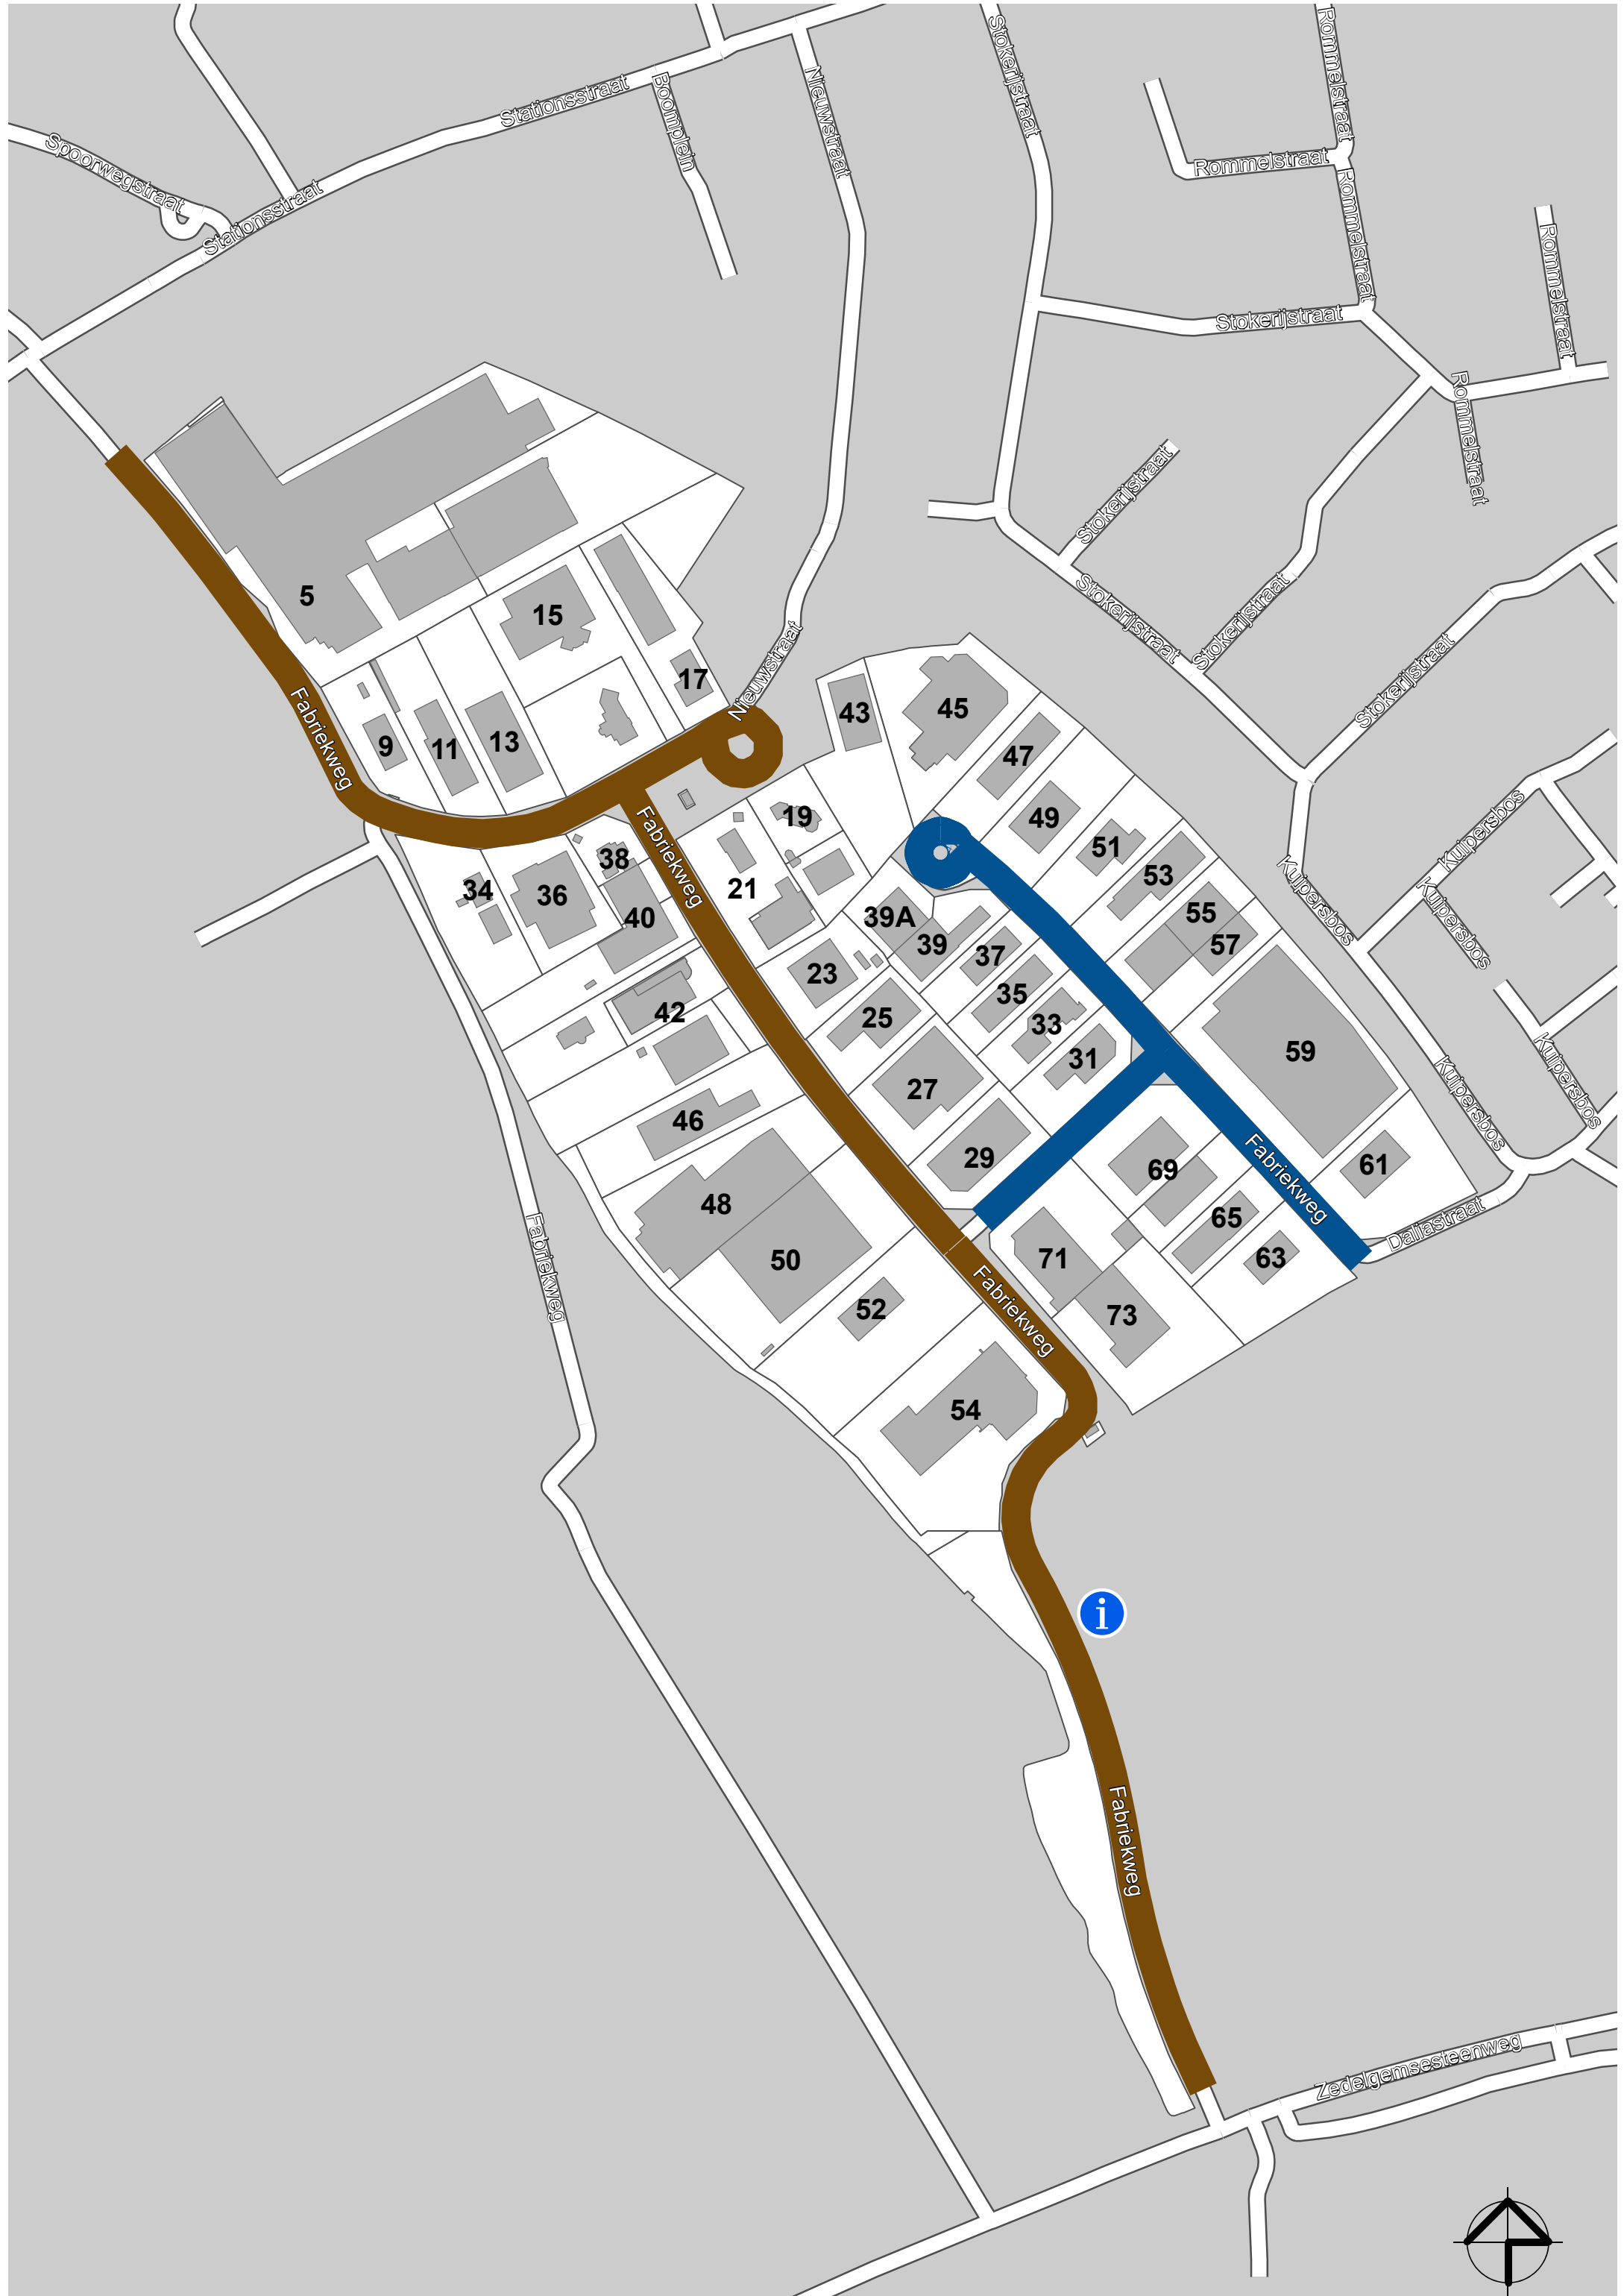 Stokerijstraat
Rommelstraat
Stationsstraat
Boomplein
Nieuwstraat
Spoorwegstraat
Stationsstraat
Rommelstraat
Rommelstraat
Rommelstraat
Stokerijstraat
Rommelstraat
Stokerijstraat
5
15
Stokerijstraat
Stokerijstraat
Stokerijstraat
17
Nieuwstraat
Fabriekweg
9
11
13
43
45
47
19
49
Kuipersbos
38
Fabriekweg
51
53
34
36
21
40
39A
39
55
57
Kuipersbos
Kuipersbos
37
23
35
42
25
33
31
59
27
Kuipersbos
Kuipersbos
46
29
69
Fabriekweg
61
48
65
Dahliastraat
Fabriekweg
50
71
63
52
Fabriekweg
73
54
i
Fabriekweg
Zedelgemsesteenweg